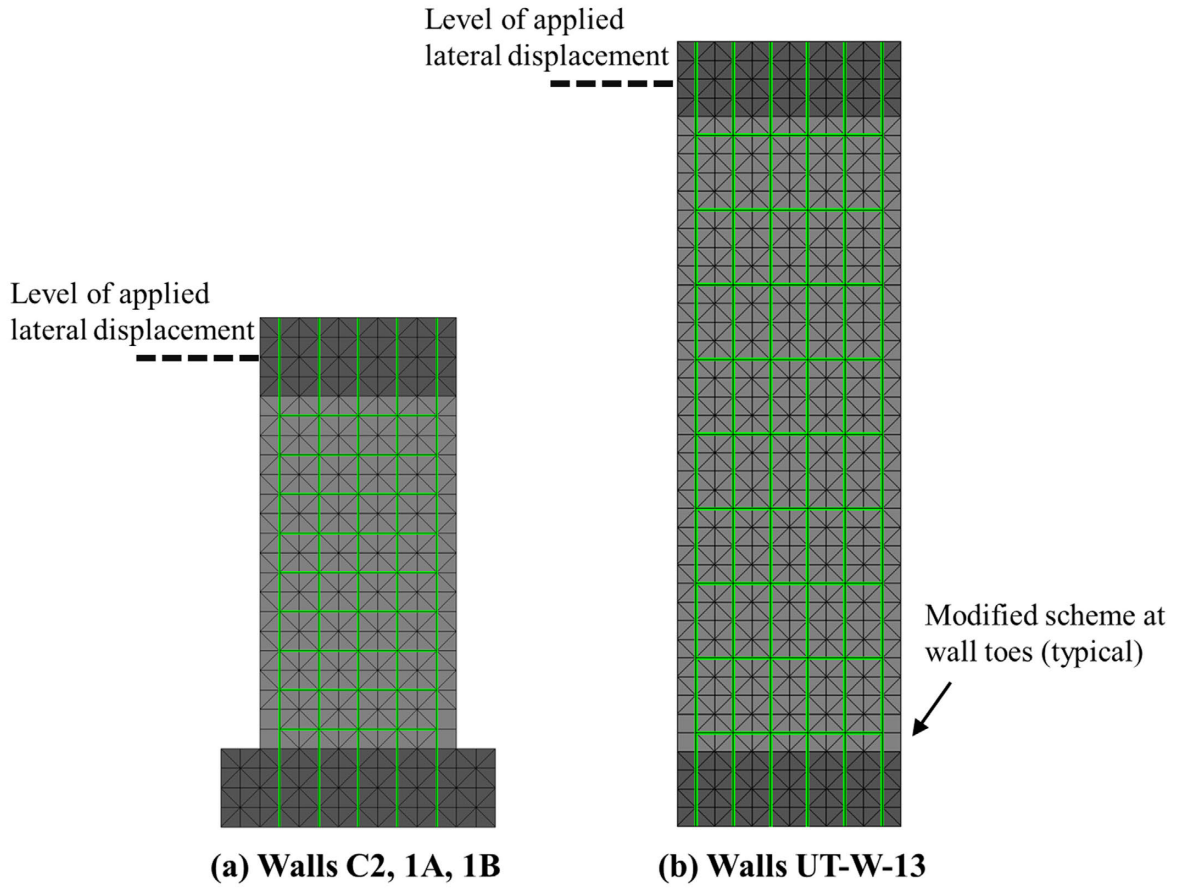 Level of applied
lateral displacement
Level of applied
lateral displacement
Modified scheme at
wall toes (typical)
(a) Walls C2, 1A, 1B
(b) Walls UT-W-13